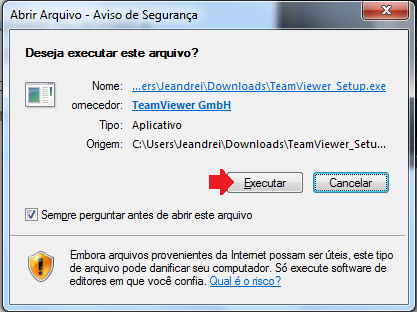 Abrir Arquivo - Aviso de Segurança
Deseja executar este arquivo?
Nome: ...ers\Jeandrei\Downloads\TeamViewer_Setup.exe
ornecedor: TeamViewer GmbH
Tipo: Aplicativo
Origem: C:\Users\Jeandrei\Downloads\TeamViewer_Setu...
Executar Cancelar
Sempre perguntar antes de abrir este arquivo
Embora arquivos provenientes da Internet possam ser úteis, este tipo
de arquivo pode danificar seu computador. Só execute software de
editores em que você confia. Qual é o risco?